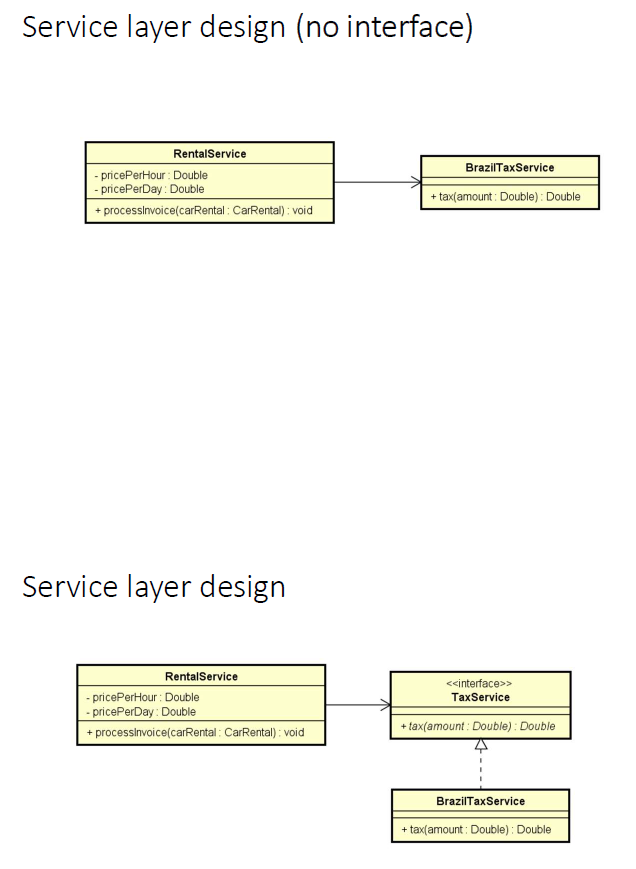 Service layer design (no interface)
RentalService
- pricePerHour : Double
- pricePerDay : Double
+ processInvoice(carRental : CarRental) : void
BrazilTaxService
+ tax(amount : Double) : Double
Service layer design
RentalService
- pricePerHour : Double
- pricePerDay : Double
+ processInvoice(carRental : CarRental) : void
<<interface>>
TaxService
+ tax(amount : Double) : Double
BrazilTaxService
+ tax(amount : Double) : Double